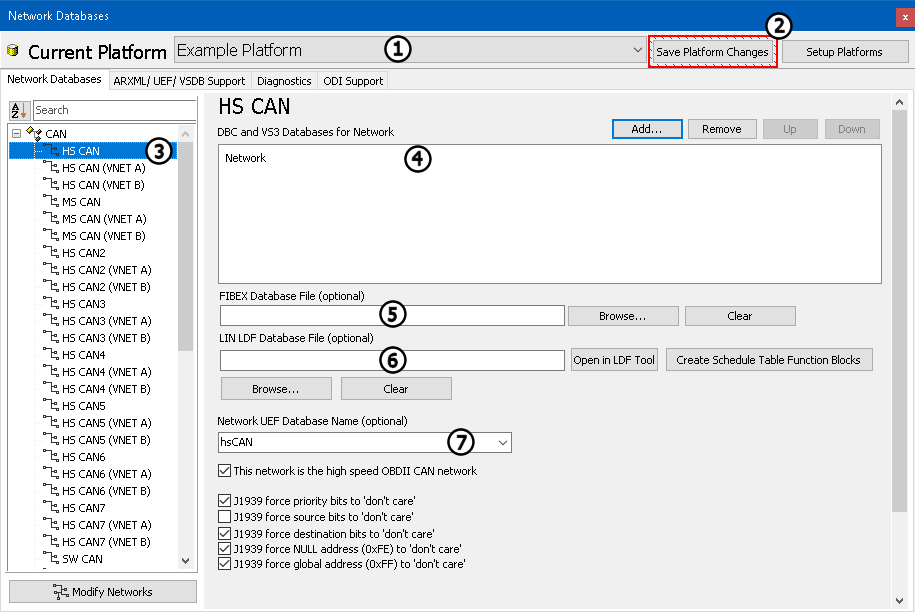 Network Databases
Current Platform Example Platform ① ② Save Platform Changes Setup Platforms
Network Databases ARXML/ UEF/ VSDB Support Diagnostics ODI Support
A Z Search
CAN
HS CAN ③
HS CAN (VNET A)
HS CAN (VNET B)
MS CAN
MS CAN (VNET A)
MS CAN (VNET B)
HS CAN2
HS CAN2 (VNET A)
HS CAN2 (VNET B)
HS CAN3
HS CAN3 (VNET A)
HS CAN3 (VNET B)
HS CAN4
HS CAN4 (VNET A)
HS CAN4 (VNET B)
HS CAN5
HS CAN5 (VNET A)
HS CAN5 (VNET B)
HS CAN6
HS CAN6 (VNET A)
HS CAN6 (VNET B)
HS CAN7
HS CAN7 (VNET A)
HS CAN7 (VNET B)
SW CAN
Modify Networks
HS CAN
DBC and VS3 Databases for Network Add... Remove Up Down
Network ④
FIBEX Database File (optional)
⑤ Browse... Clear
LIN LDF Database File (optional)
⑥ Open in LDF Tool Create Schedule Table Function Blocks
Browse... Clear
Network UEF Database Name (optional)
hsCAN ⑦
This network is the high speed OBDII CAN network
J1939 force priority bits to 'don't care'
J1939 force source bits to 'don't care'
J1939 force destination bits to 'don't care'
J1939 force NULL address (0xFE) to 'don't care'
J1939 force global address (0xFF) to 'don't care'